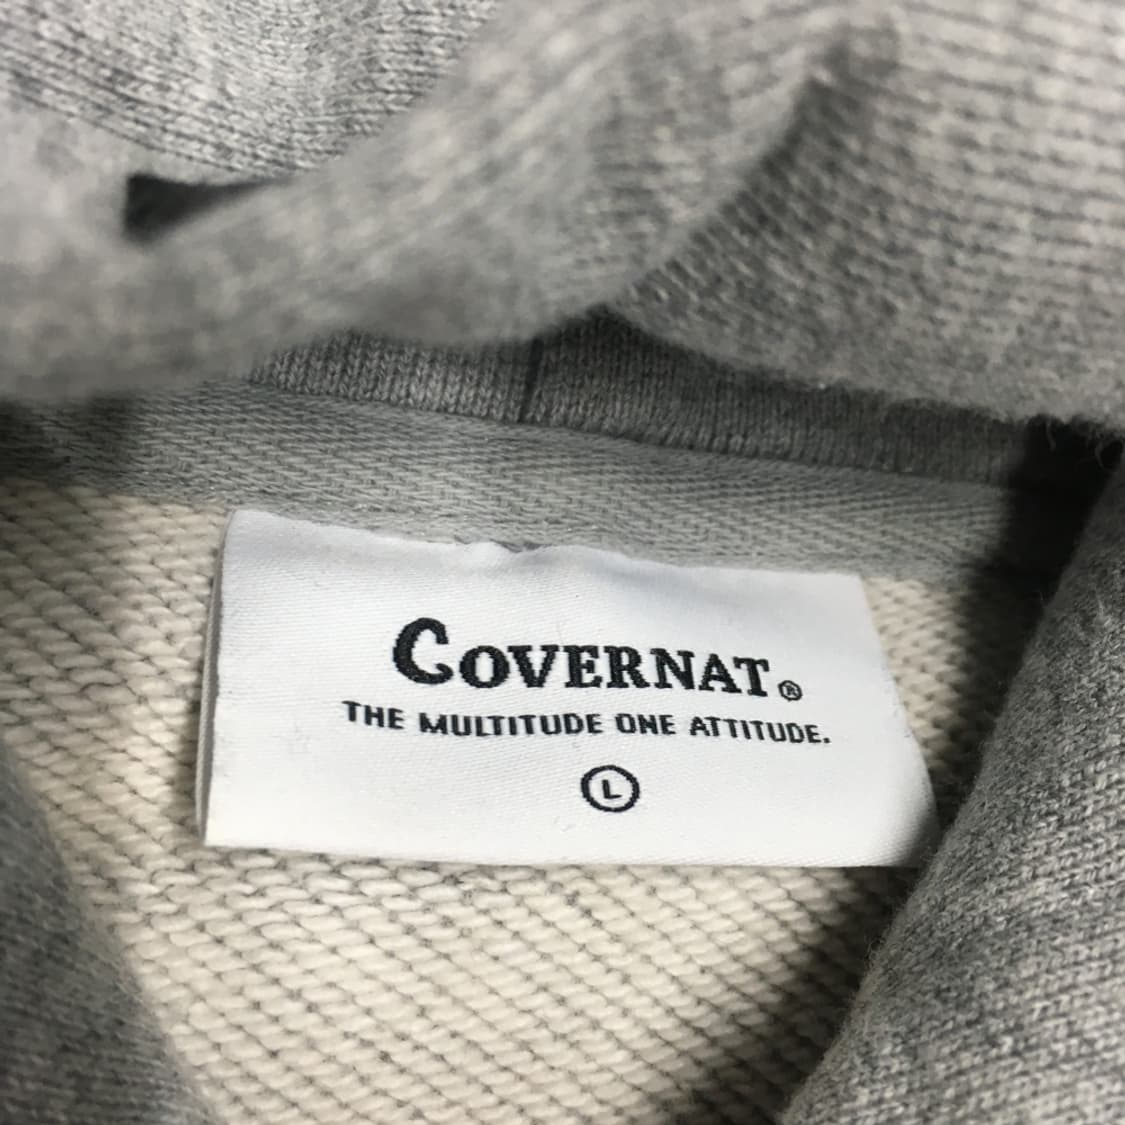 COVERNAT®
THE MULTITUDE ONE ATTITUDE.
L